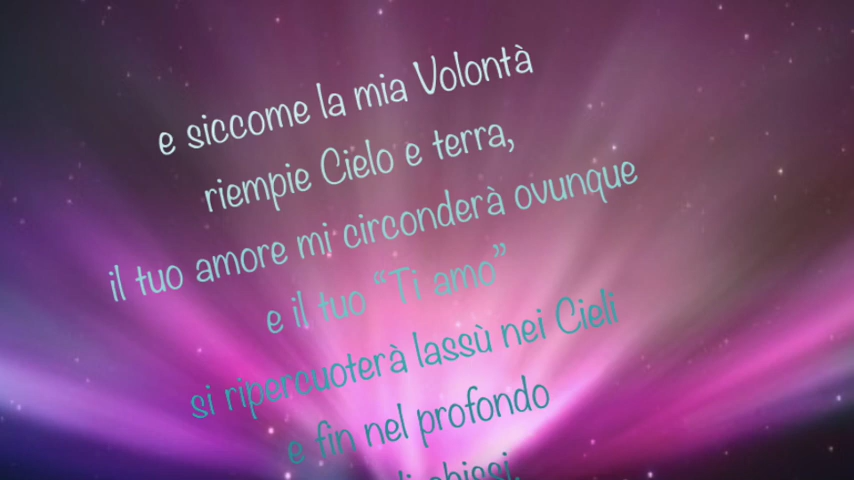 e siccome la mia Volontà
riempie Cielo e terra,
il tuo amore mi circonderà ovunque
e il tuo “Ti amo”
si ripercuoterà lassù nei Cieli
e fin nel profondo
abissi.